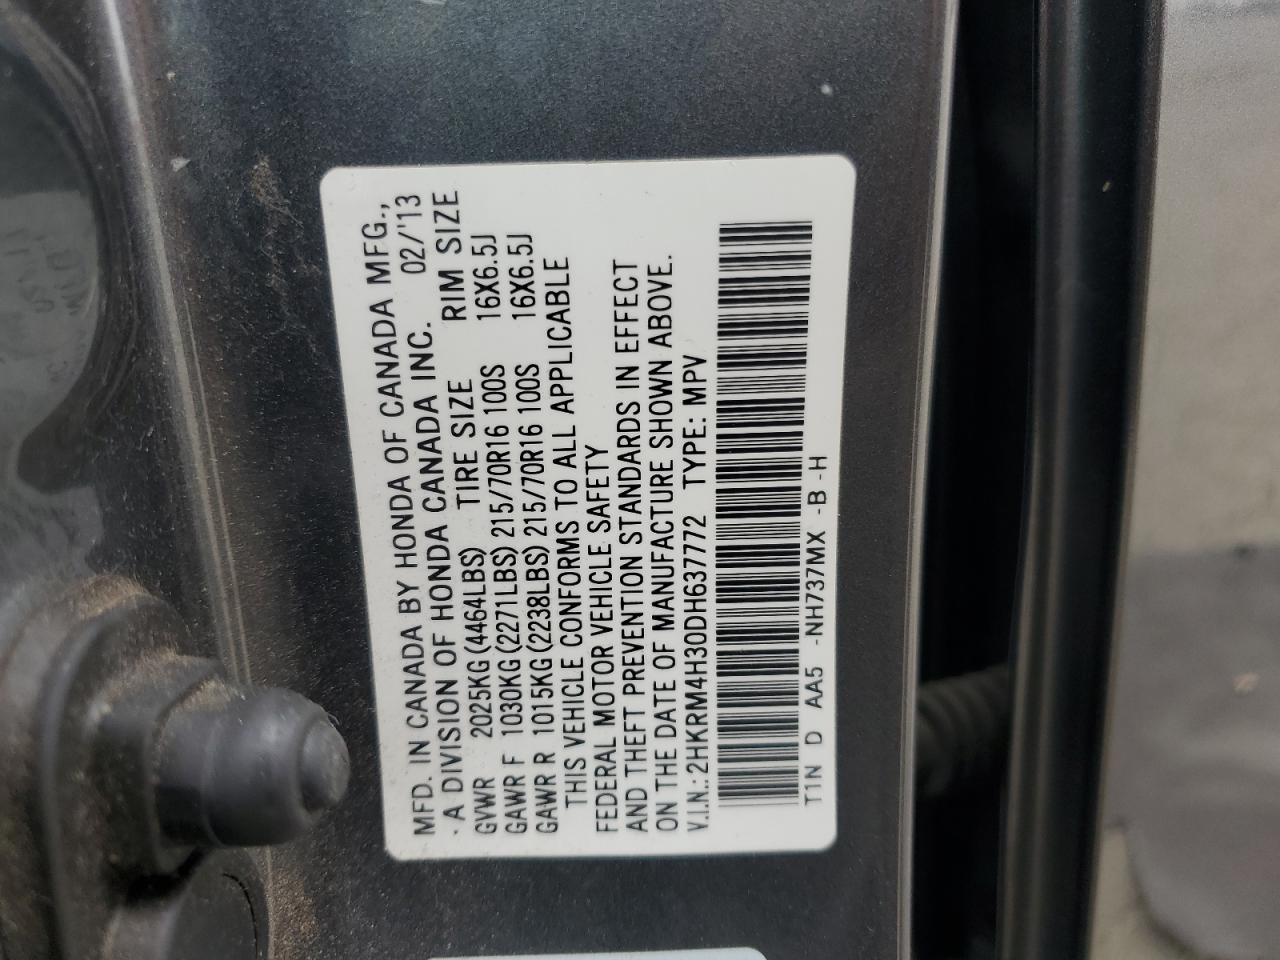 MFD. IN CANADA BY HONDA OF CANADA MFG.,
· A DIVISION OF HONDA CANADA INC. 02/'13
GVWR 2025KG(4464LBS) TIRE SIZE RIM SIZE
GAWR F 1030KG(2271LBS) 215/70R16 100S 16X6.5J
GAWR R 1015KG(2238LBS) 215/70R16 100S 16X6.5J
THIS VEHICLE CONFORMS TO ALL APPLICABLE
FEDERAL MOTOR VEHICLE SAFETY
AND THEFT PREVENTION STANDARDS IN EFFECT
ON THE DATE OF MANUFACTURE SHOWN ABOVE.
V.I.N.: 2HKRM4H30DH637772 TYPE: MPV
T1N D AA5 -NH737MX -B -H